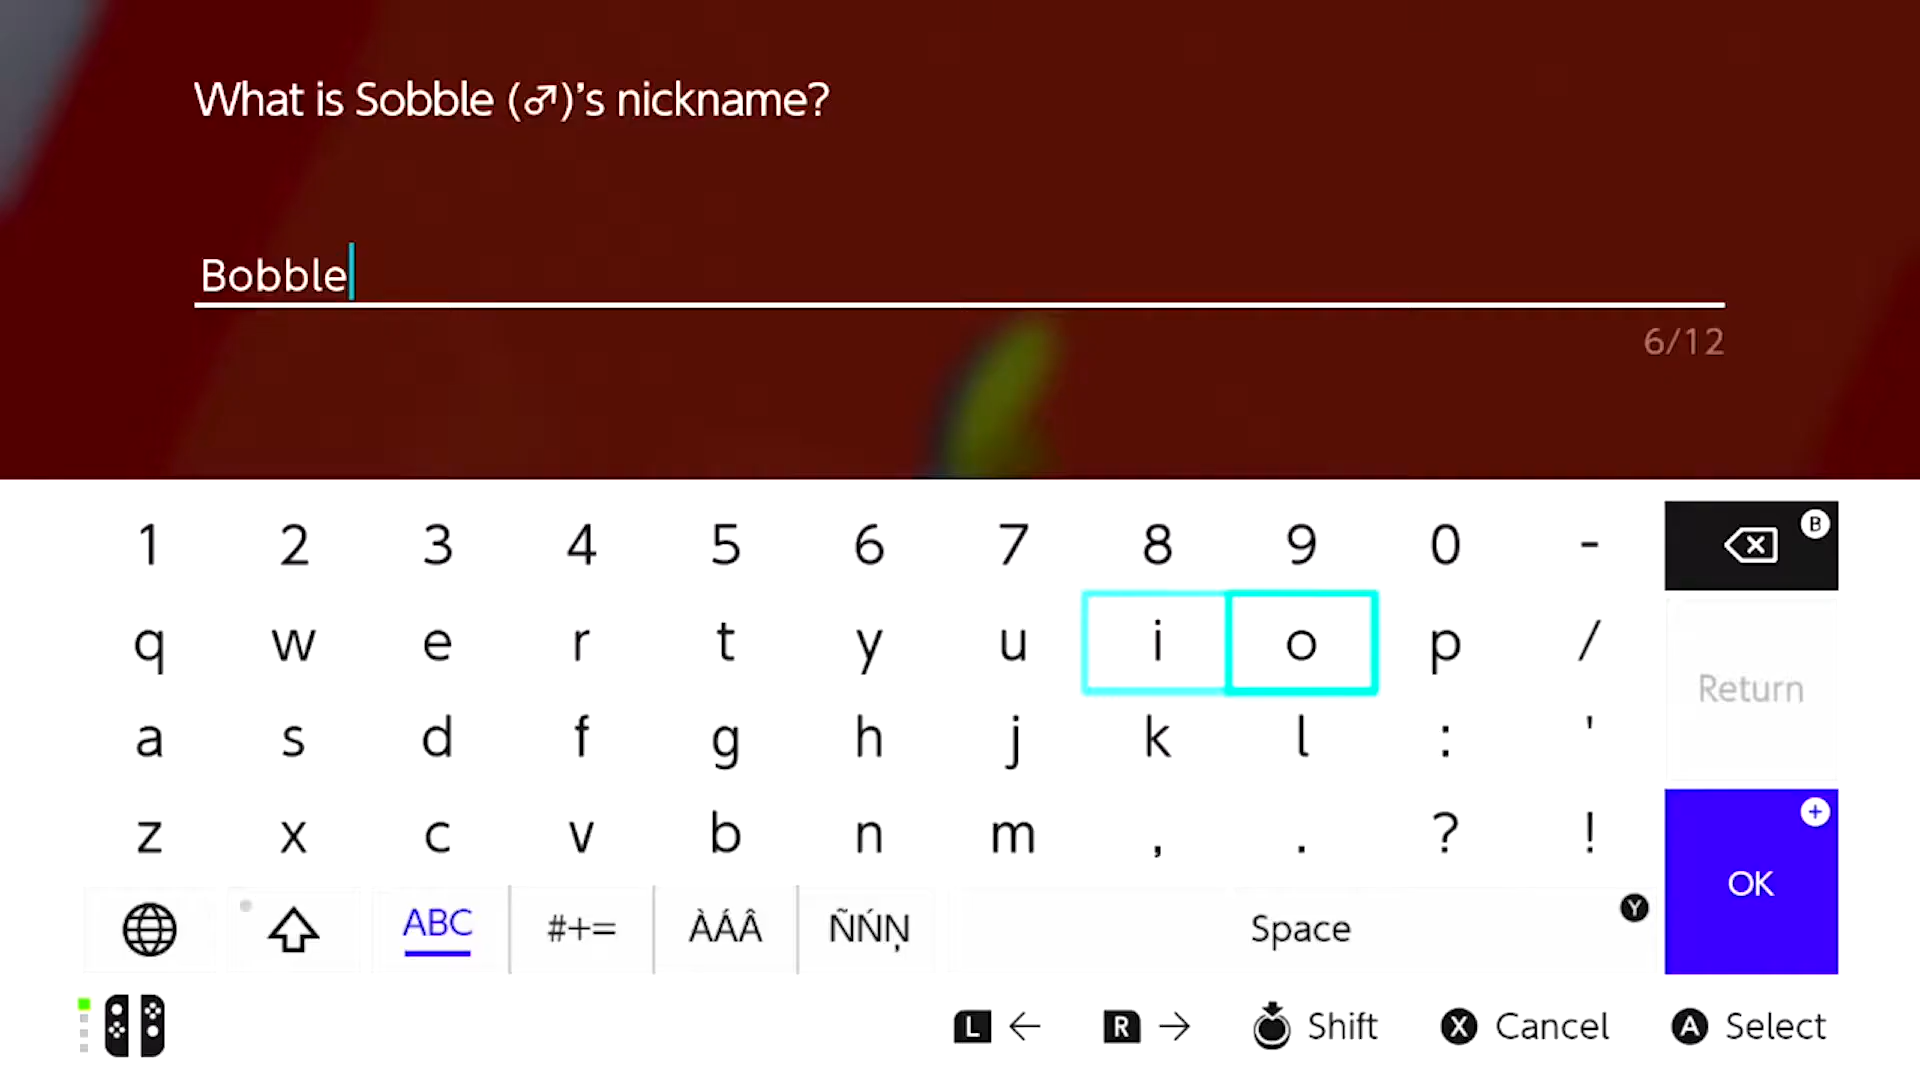 What is Sobble (♂)’s nickname?
Bobble
6/12
1 2 3 4 5 6 7 8 9 0 - B
q w e r t y u i o p /
Return
a s d f g h j k l : '
z x c v b n m , . ? ! +
OK
ABC #+= ÀÁÂ ÑŃŅ Space Y
L ← R → Shift X Cancel A Select